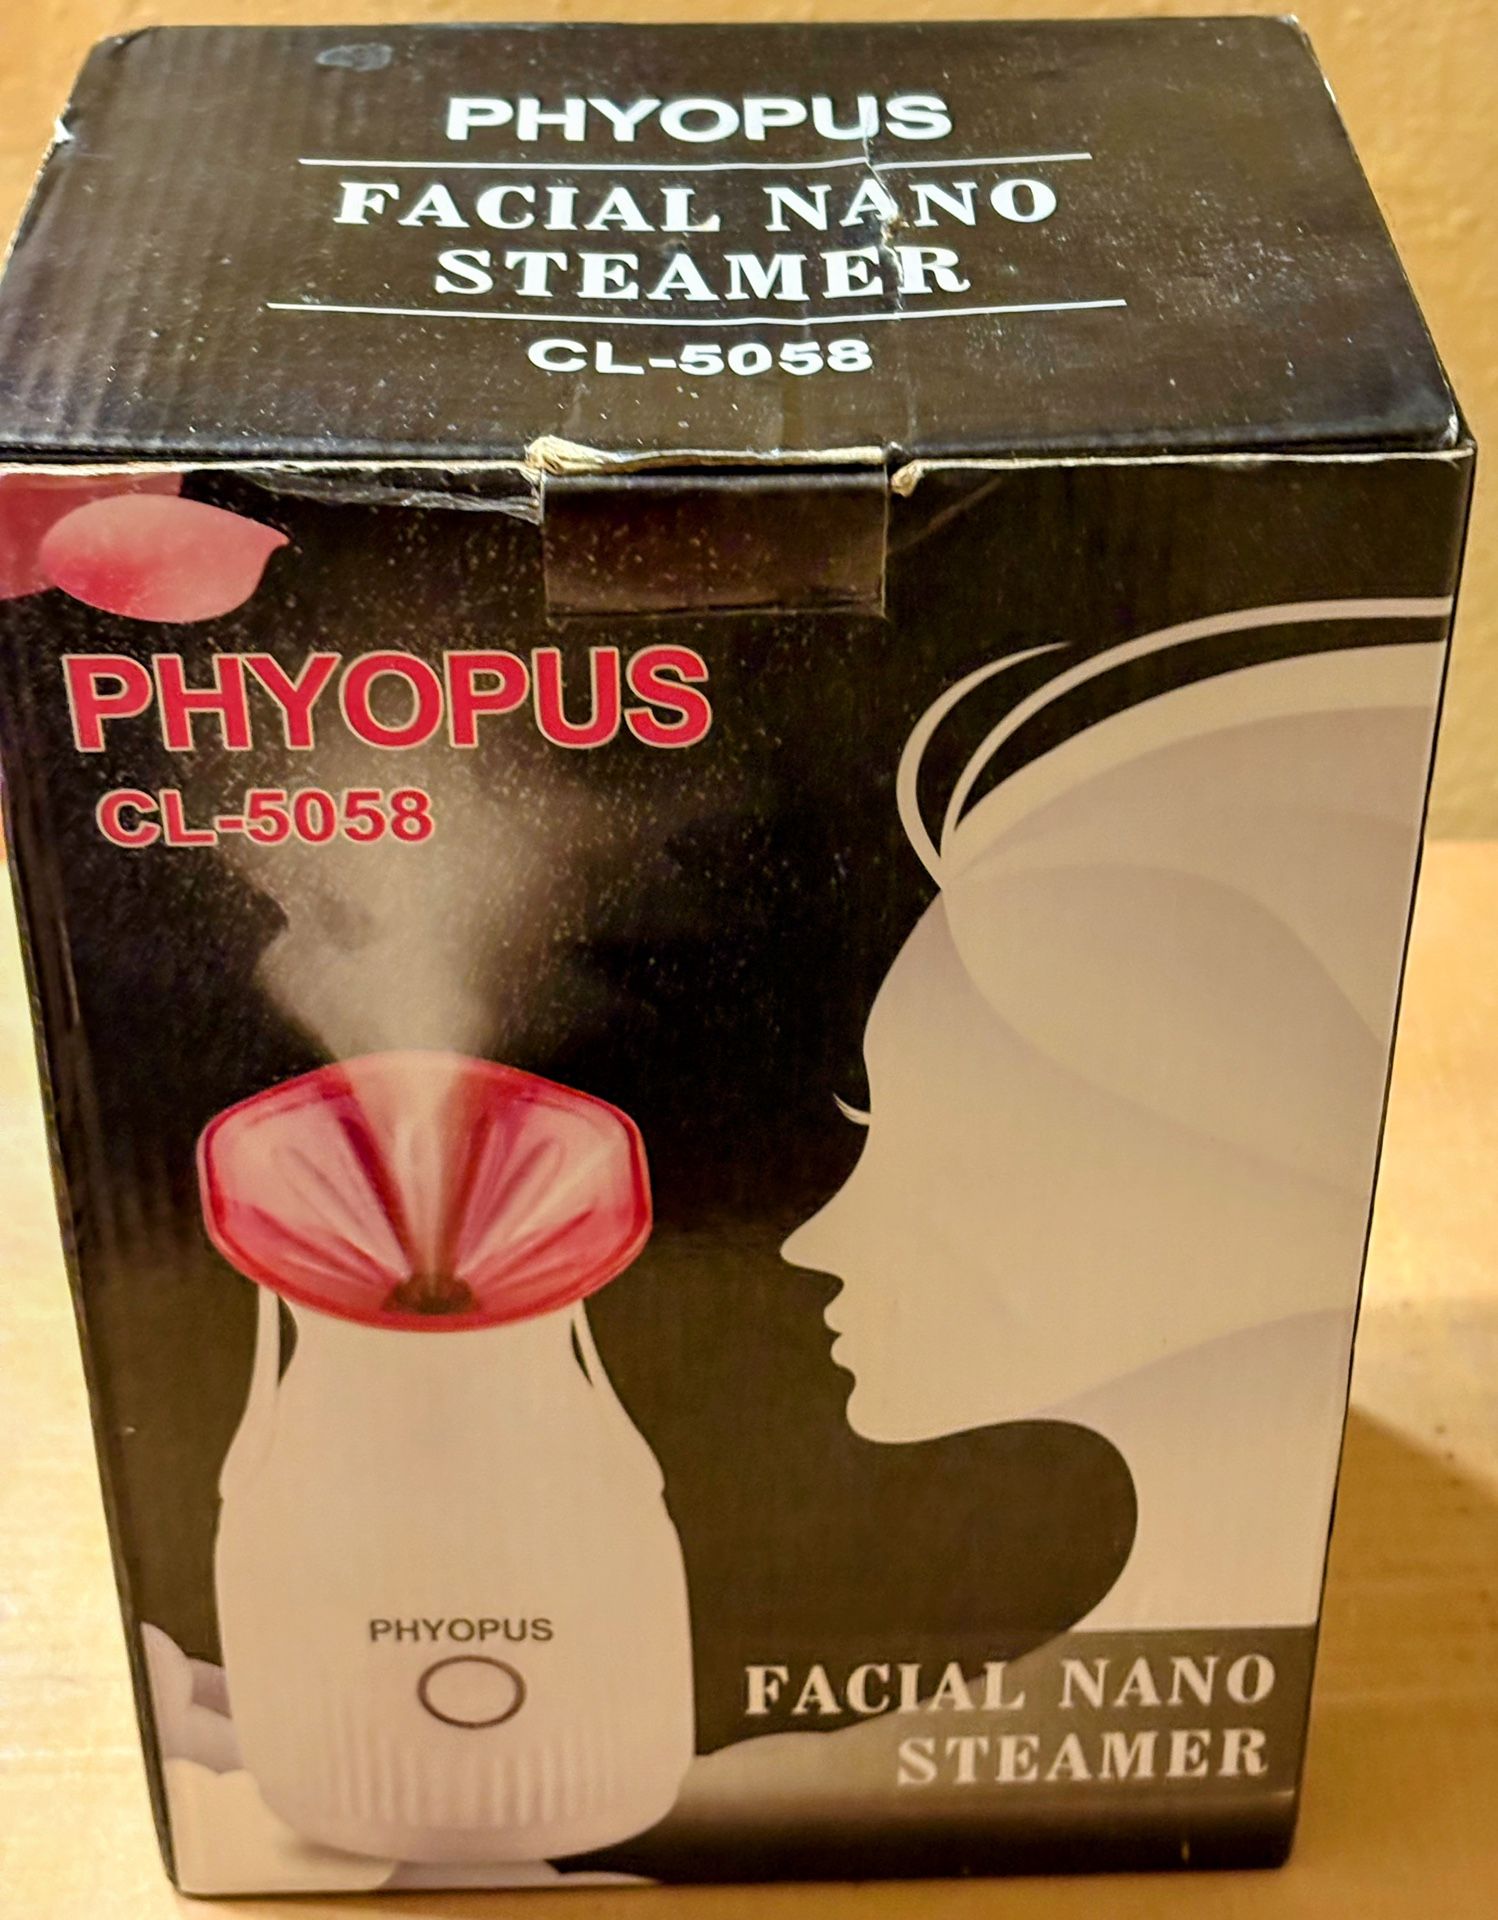 PHYOPUS
FACIAL NANO
STEAMER
CL-5058
PHYOPUS
CL-5058
PHYOPUS
FACIAL NANO
STEAMER